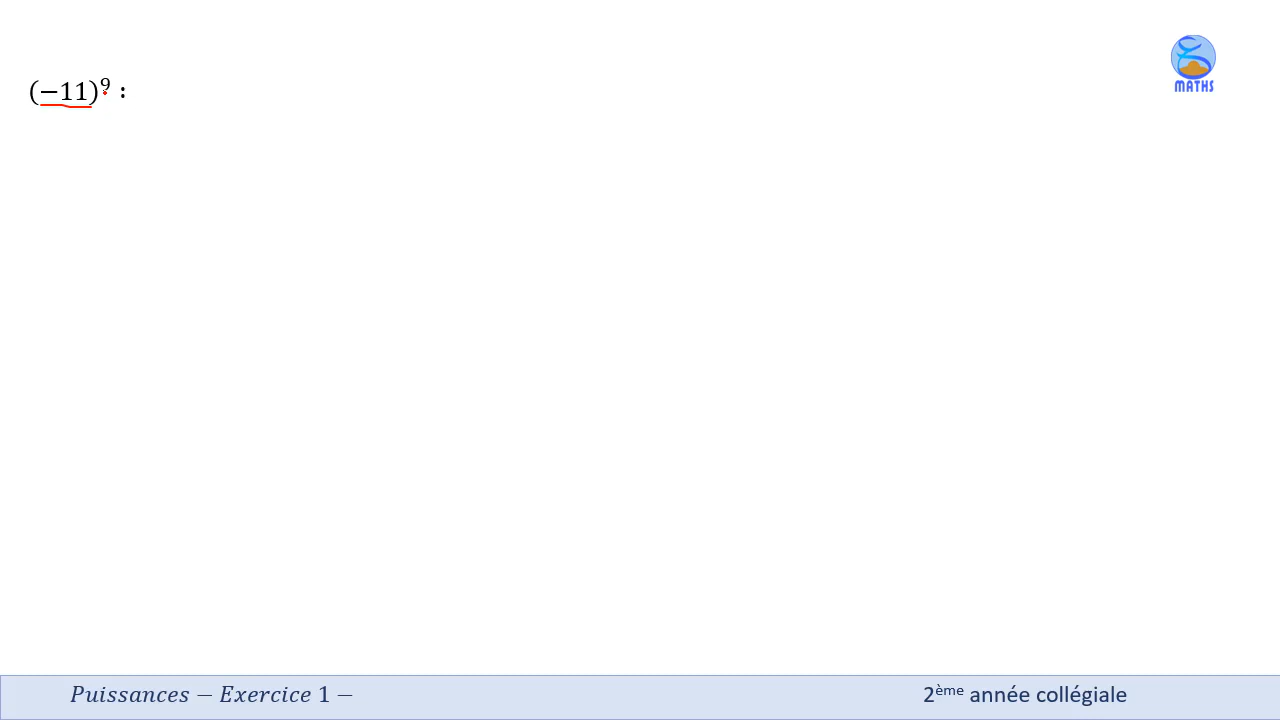 (−11)⁹ :
MATHS
Puissances − Exercice 1 −
2ème année collégiale